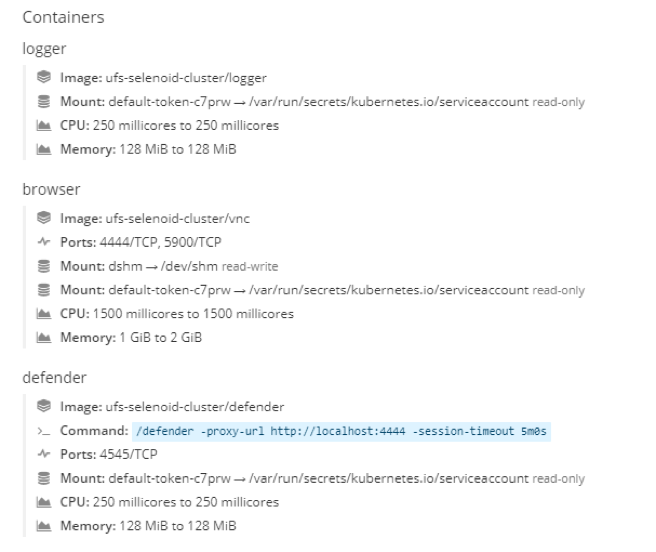 Containers
logger
Image: ufs-selenoid-cluster/logger
Mount: default-token-c7prw → /var/run/secrets/kubernetes.io/serviceaccount read-only
CPU: 250 millicores to 250 millicores
Memory: 128 MiB to 128 MiB
browser
Image: ufs-selenoid-cluster/vnc
Ports: 4444/TCP, 5900/TCP
Mount: dshm → /dev/shm read-write
Mount: default-token-c7prw → /var/run/secrets/kubernetes.io/serviceaccount read-only
CPU: 1500 millicores to 1500 millicores
Memory: 1 GiB to 2 GiB
defender
Image: ufs-selenoid-cluster/defender
>_ Command: /defender -proxy-url http://localhost:4444 -session-timeout 5m0s
Ports: 4545/TCP
Mount: default-token-c7prw → /var/run/secrets/kubernetes.io/serviceaccount read-only
CPU: 250 millicores to 250 millicores
Memory: 128 MiB to 128 MiB